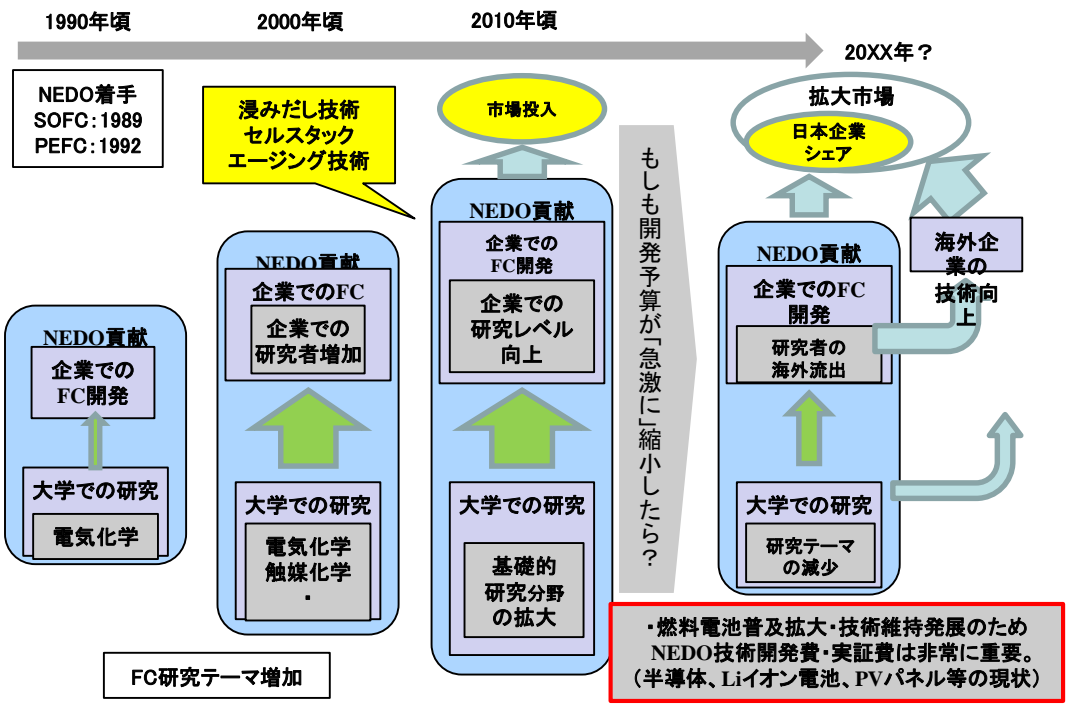 1990年頃
2000年頃
2010年頃
20XX年？
NEDO着手
SOFC：1989
PEFC：1992
浸みだし技術
セルスタック
エージング技術
市場投入
拡大市場
日本企業
シェア
NEDO貢献
企業での
FC開発
大学での研究
電気化学
NEDO貢献
企業でのFC
企業での
研究者増加
大学での研究
電気化学
触媒化学
・
NEDO貢献
企業での
FC開発
企業での
研究レベル
向上
大学での研究
基礎的
研究分野
の拡大
もしも開発予算が「急激に」縮小したら？
NEDO貢献
企業でのFC
開発
研究者の
海外流出
大学での研究
研究テーマ
の減少
海外企
業の
技術向
上
FC研究テーマ増加
・燃料電池普及拡大・技術維持発展のため
NEDO技術開発費・実証費は非常に重要。
（半導体、Liイオン電池、PVパネル等の現状）